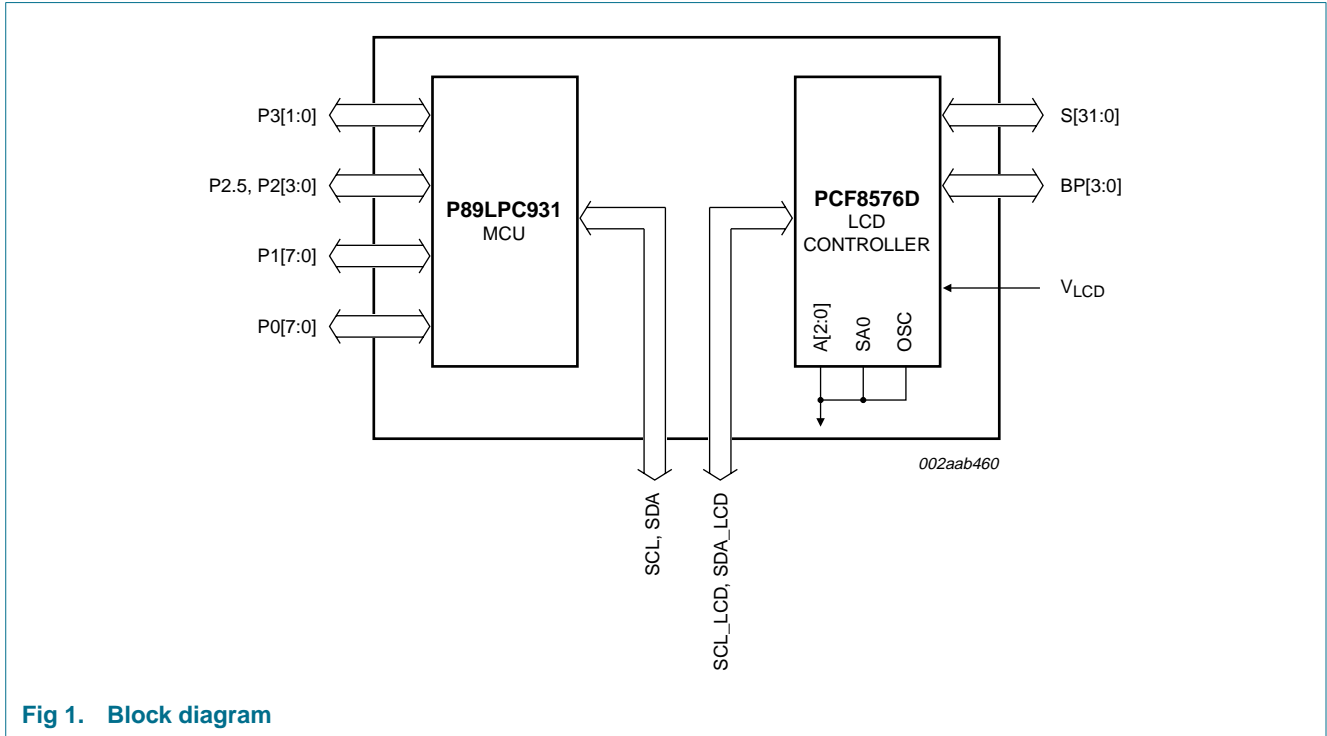 P3[1:0]
P2.5, P2[3:0]
P1[7:0]
P0[7:0]
P89LPC931
MCU
PCF8576D
LCD
CONTROLLER
A[2:0]
SA0
OSC
S[31:0]
BP[3:0]
VLCD
002aab460
SCL, SDA
SCL_LCD, SDA_LCD
Fig 1. Block diagram